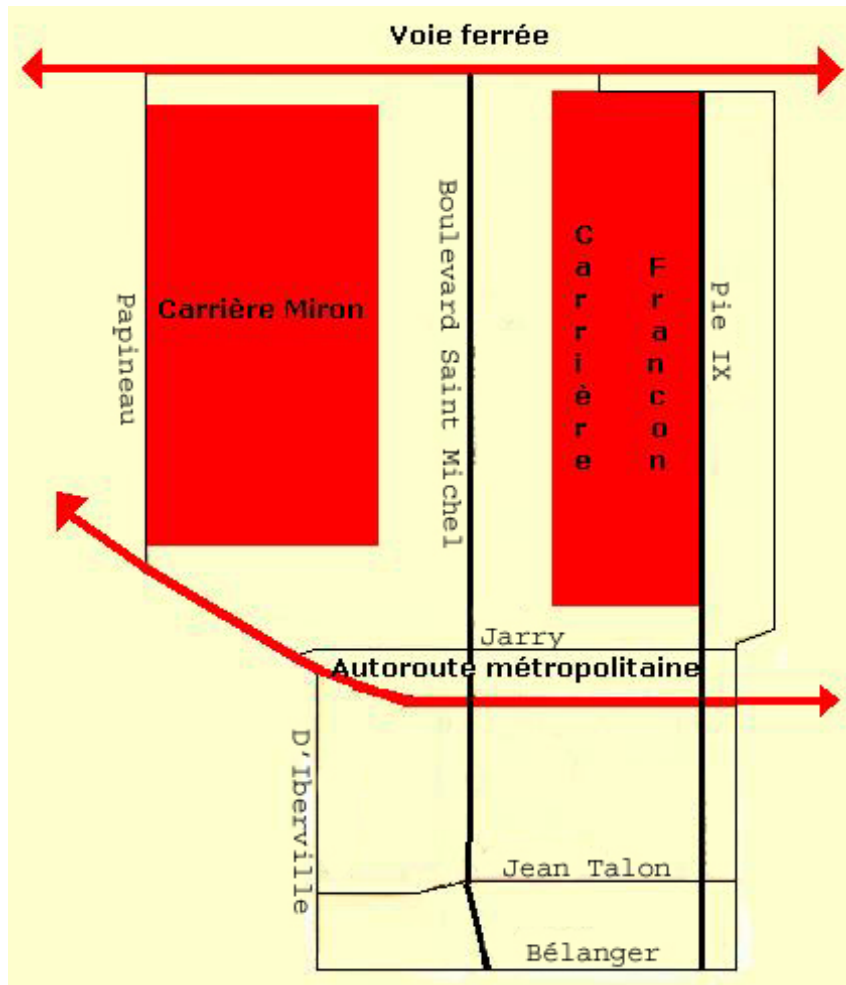 Voie ferrée
Papineau
Carrière Miron
Boulevard Saint Michel
Carrière
Francon
Pie IX
Jarry
Autoroute métropolitaine
D'Iberville
Jean Talon
Bélanger